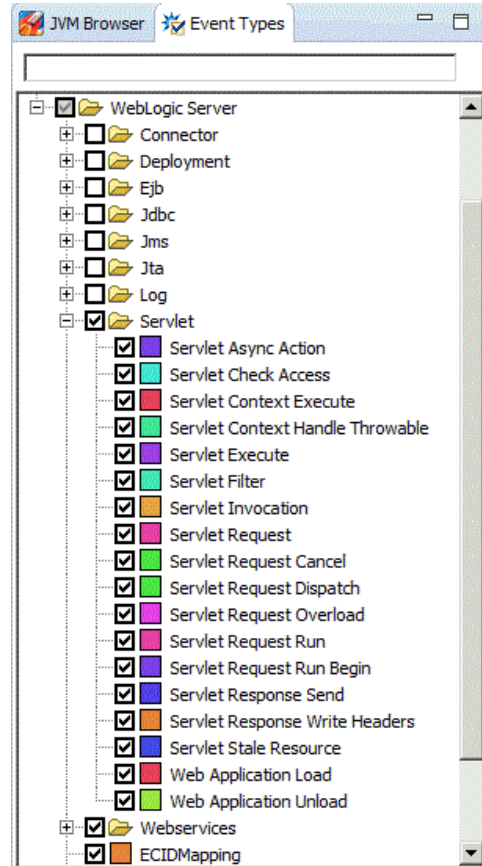 JVM Browser Event Types
WebLogic Server
Connector
Deployment
Ejb
Jdbc
Jms
Jta
Log
Servlet
Servlet Async Action
Servlet Check Access
Servlet Context Execute
Servlet Context Handle Throwable
Servlet Execute
Servlet Filter
Servlet Invocation
Servlet Request
Servlet Request Cancel
Servlet Request Dispatch
Servlet Request Overload
Servlet Request Run
Servlet Request Run Begin
Servlet Response Send
Servlet Response Write Headers
Servlet Stale Resource
Web Application Load
Web Application Unload
Webservices
ECIDMapping